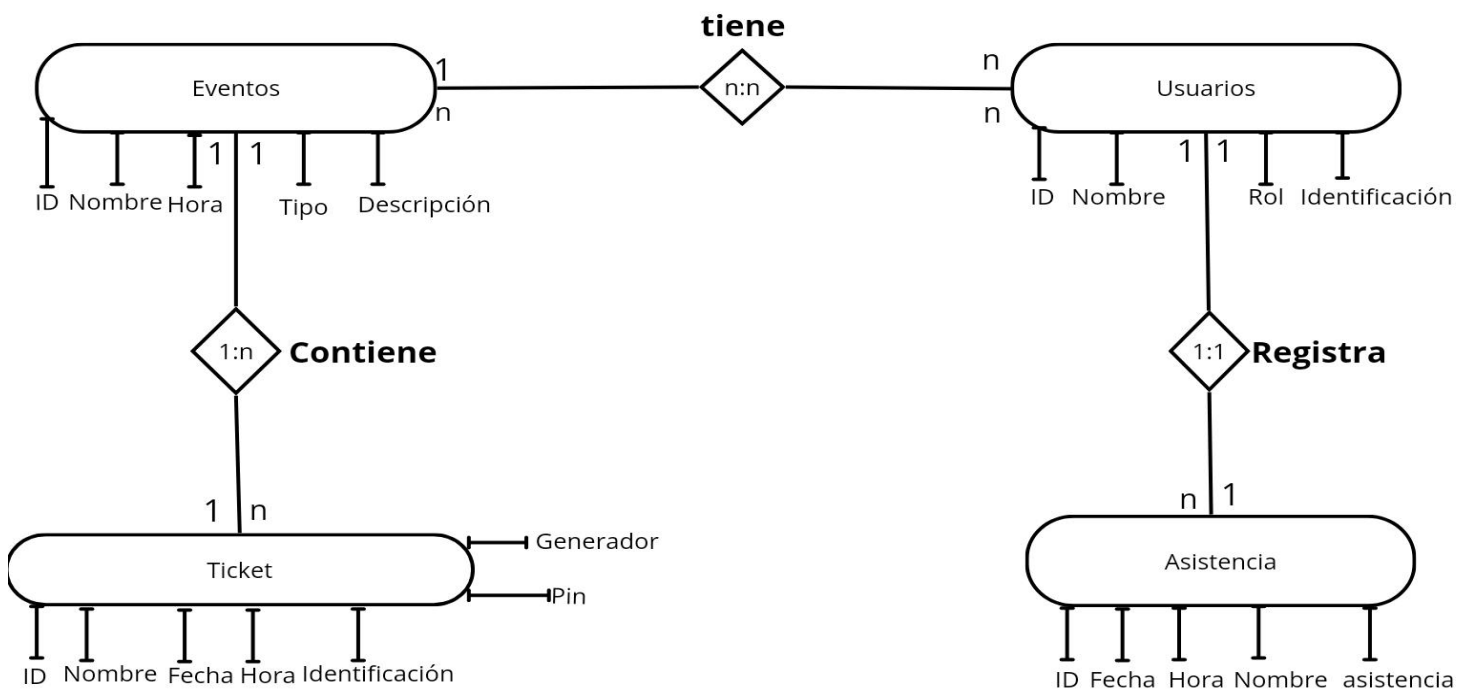 tiene
Eventos
1
n:n
n
Usuarios
n
n
1 1
1 1
ID Nombre Hora Tipo Descripción
ID Nombre Rol Identificación
1:n Contiene
1:1 Registra
1 n
n 1
Ticket
Generador
Pin
Asistencia
ID Nombre Fecha Hora Identificación
ID Fecha Hora Nombre asistencia